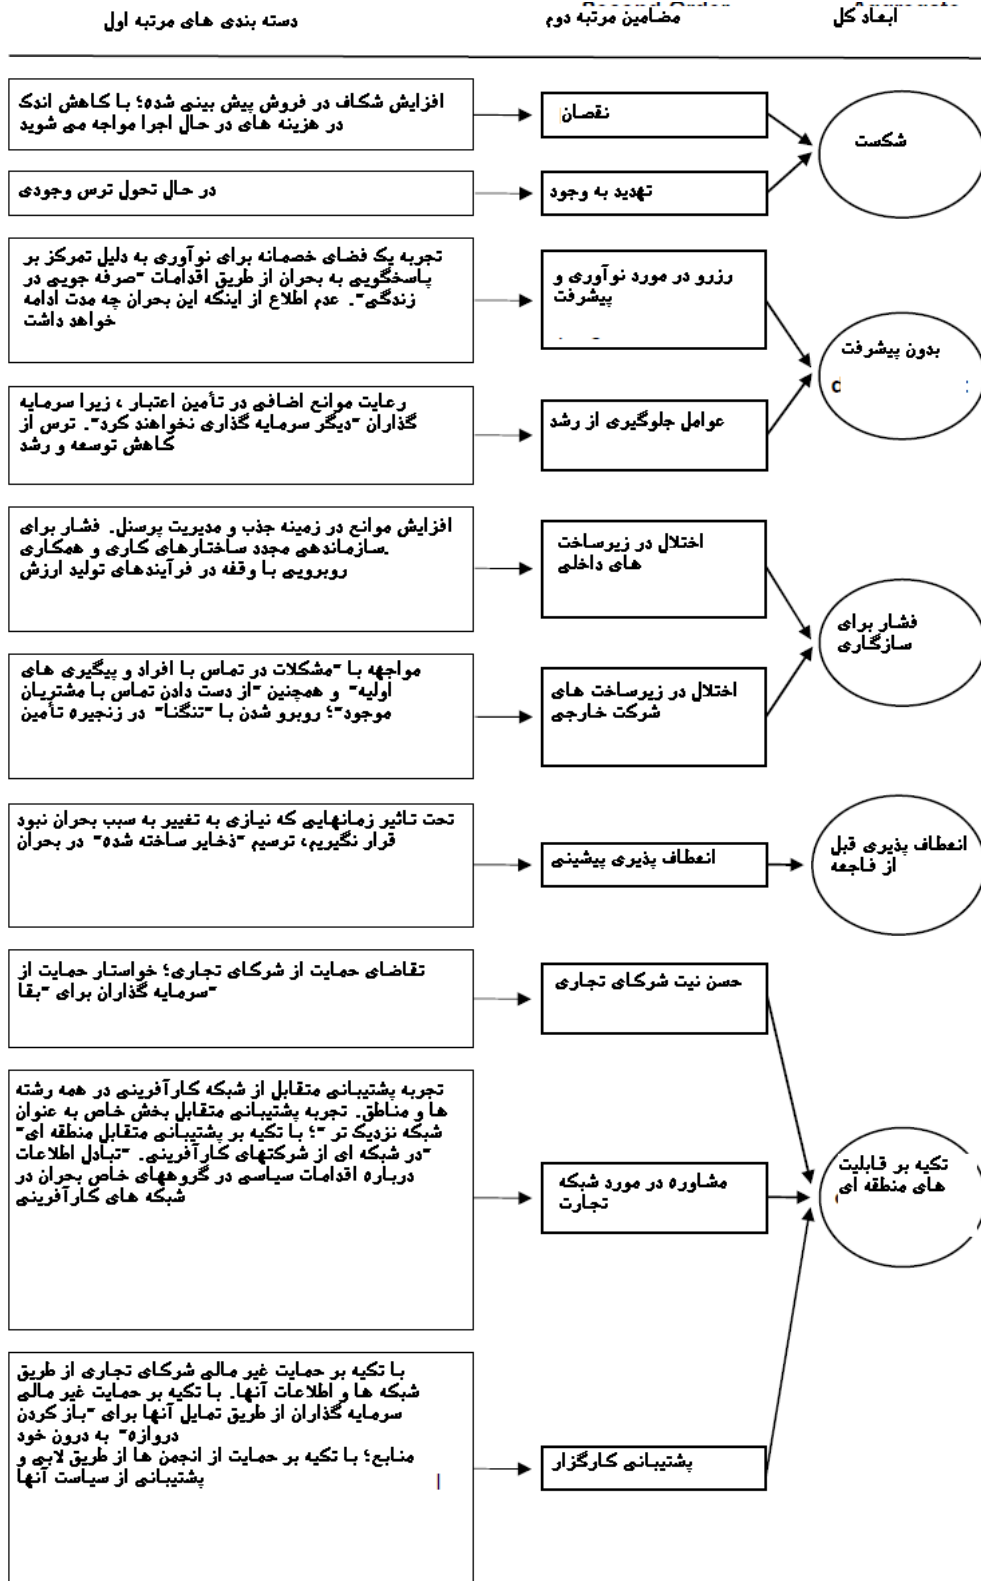 دسته بندی های مرتبه اول
مضامین مرتبه دوم
ابعاد کل
افزایش شکاف در فروش پیش بینی شده؛ با کاهش اندک
در هزینه های در حال اجرا مواجه می شوید
نقصان
شکست
در حال تحول ترس وجودی
تهدید به وجود
تجربه یک فضای خصمانه برای نوآوری به دلیل تمرکز بر
پاسخگویی به بحران از طریق اقدامات "صرفه جویی در
زندگی". عدم اطلاع از اینکه این بحران چه مدت ادامه
خواهد داشت
رزرو در مورد نوآوری و
پیشرفت
بدون پیشرفت
رعایت موانع اضافی در تأمین اعتبار ، زیرا سرمایه
گذاران "دیگر سرمایه گذاری نخواهند کرد". ترس از
کاهش توسعه و رشد
عوامل جلوگیری از رشد
افزایش موانع در زمینه جذب و مدیریت پرسنل. فشار برای
.سازماندهی مجدد ساختارهای کاری و همکاری
روبرویی با وقفه در فرآیندهای تولید ارزش
اختلال در زیرساخت
های داخلی
فشار برای
سازگاری
مواجهه با "مشکلات در تماس با افراد و پیگیری های
اولیه" و همچنین "از دست دادن تماس با مشتریان
موجود"؛ روبرو شدن با "تنگنا" در زنجیره تأمین
اختلال در زیرساخت های
شرکت خارجی
تحت تاثیر زمانهایی که نیازی به تغییر به سبب بحران نبود
قرار نگیریم، ترسیم "ذخایر ساخته شده" در بحران
انعطاف پذیری پیشینی
انعطاف پذیری قبل
از فاجعه
تقاضای حمایت از شرکای تجاری؛ خواستار حمایت از
"سرمایه گذاران برای "بقا
حسن نیت شرکای تجاری
تجربه پشتیبانی متقابل از شبکه کارآفرینی در همه رشته
ها و مناطق. تجربه پشتیبانی متقابل بخش خاص به عنوان
شبکه نزدیک تر "؛ با تکیه بر پشتیبانی متقابل منطقه ای"
"در شبکه ای از شرکتهای کارآفرینی. "تبادل اطلاعات
درباره اقدامات سیاسی در گروههای خاص بحران در
شبکه های کارآفرینی
مشاوره در مورد شبکه
تجارت
تکیه بر قابلیت
های منطقه ای
با تکیه بر حمایت غیر مالی شرکای تجاری از طریق
شبکه ها و اطلاعات آنها. با تکیه بر حمایت غیر مالی
سرمایه گذاران از طریق تمایل آنها برای "باز کردن
دروازه" به درون خود
منابع؛ با تکیه بر حمایت از انجمن ها از طریق لابی و
پشتیبانی از سیاست آنها
پشتیبانی کارگزار